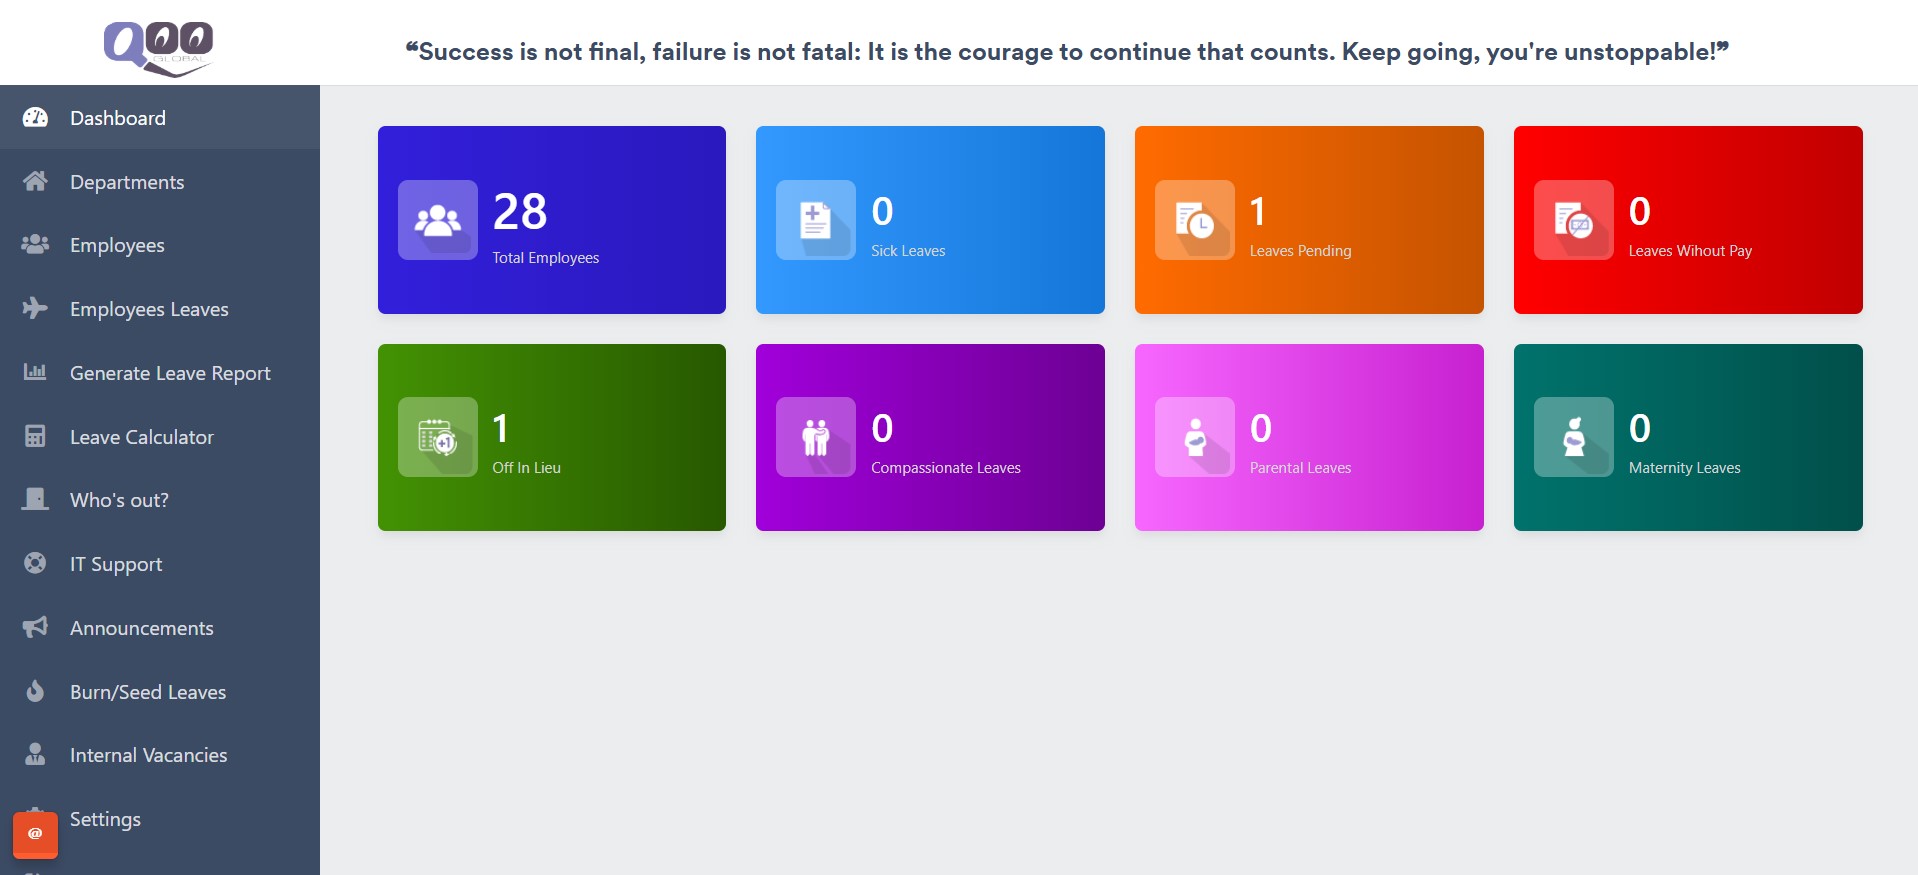 Qoo
GLOBAL
❝Success is not final, failure is not fatal: It is the courage to continue that counts. Keep going, you're unstoppable!❞
Dashboard
Departments
Employees
Employees Leaves
Generate Leave Report
Leave Calculator
Who's out?
IT Support
Announcements
Burn/Seed Leaves
Internal Vacancies
Settings
@
28
Total Employees
0
Sick Leaves
1
Leaves Pending
0
Leaves Wihout Pay
+1
1
Off In Lieu
0
Compassionate Leaves
0
Parental Leaves
0
Maternity Leaves